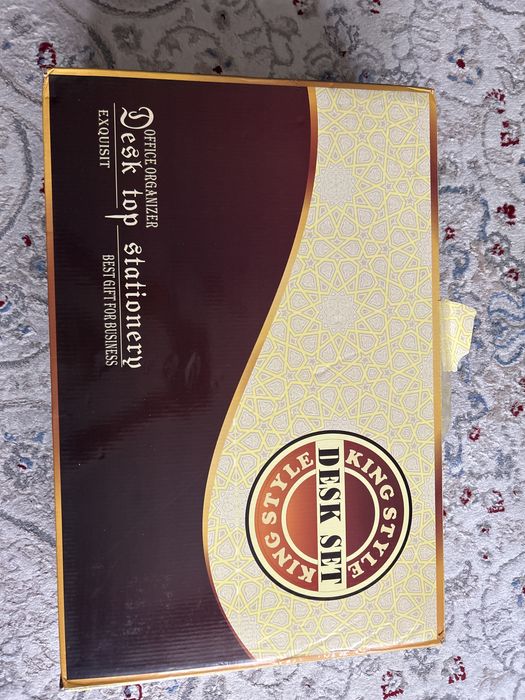 OFFICE ORGANIZER
Desk top stationery
EXQUISIT
BEST GIFT FOR BUSINESS
KING STYLE
DESK SET
KING STYLE